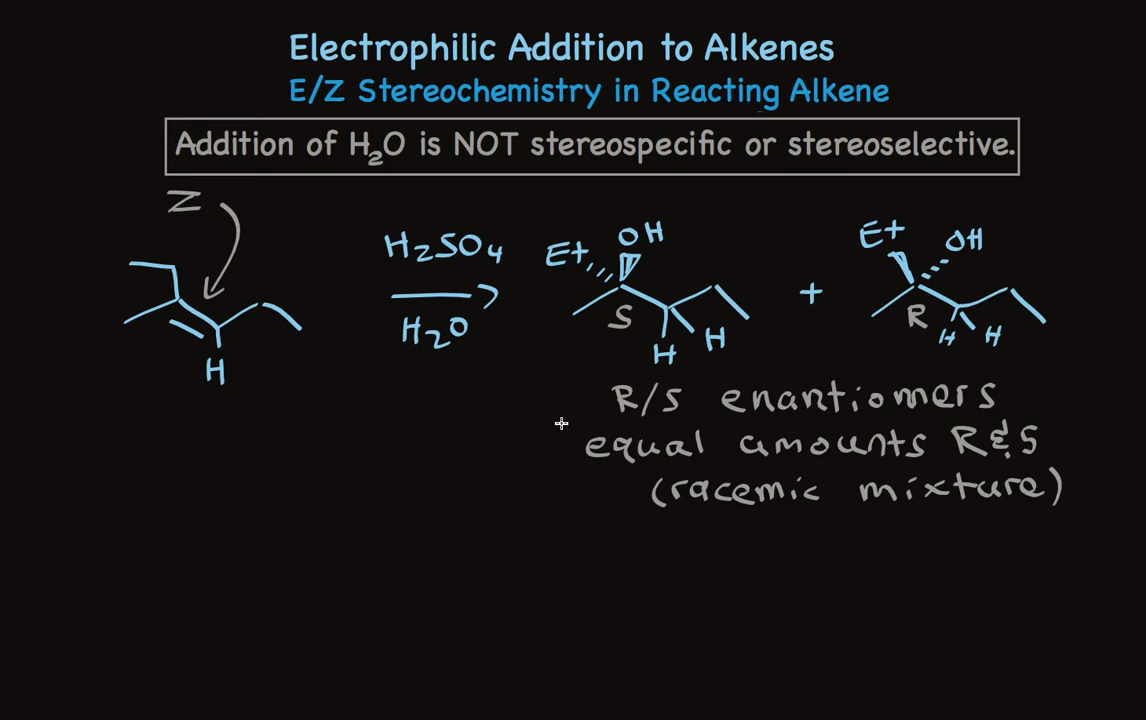 Electrophilic Addition to Alkenes
E/Z Stereochemistry in Reacting Alkene
Addition of H₂O is NOT stereospecific or stereoselective.
Z
H
H₂SO₄
H₂O
Et OH
S
H H
+
Et OH
R
H H
R/S enantiomers
equal amounts R & S
(racemic mixture)